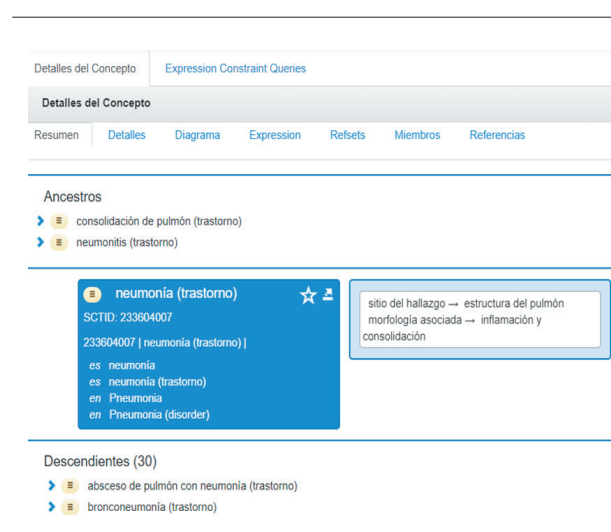 Detalles del Concepto Expression Constraint Queries
Detalles del Concepto
Resumen Detalles Diagrama Expression Refsets Miembros Referencias
Ancestros
consolidación de pulmón (trastorno)
neumonitis (trastorno)
neumonía (trastorno)
SCTID: 233604007
233604007 | neumonía (trastorno) |
es neumonía
es neumonía (trastorno)
en Pneumonia
en Pneumonia (disorder)
sitio del hallazgo → estructura del pulmón
morfología asociada → inflamación y
consolidación
Descendientes (30)
absceso de pulmón con neumonía (trastorno)
bronconeumonía (trastorno)